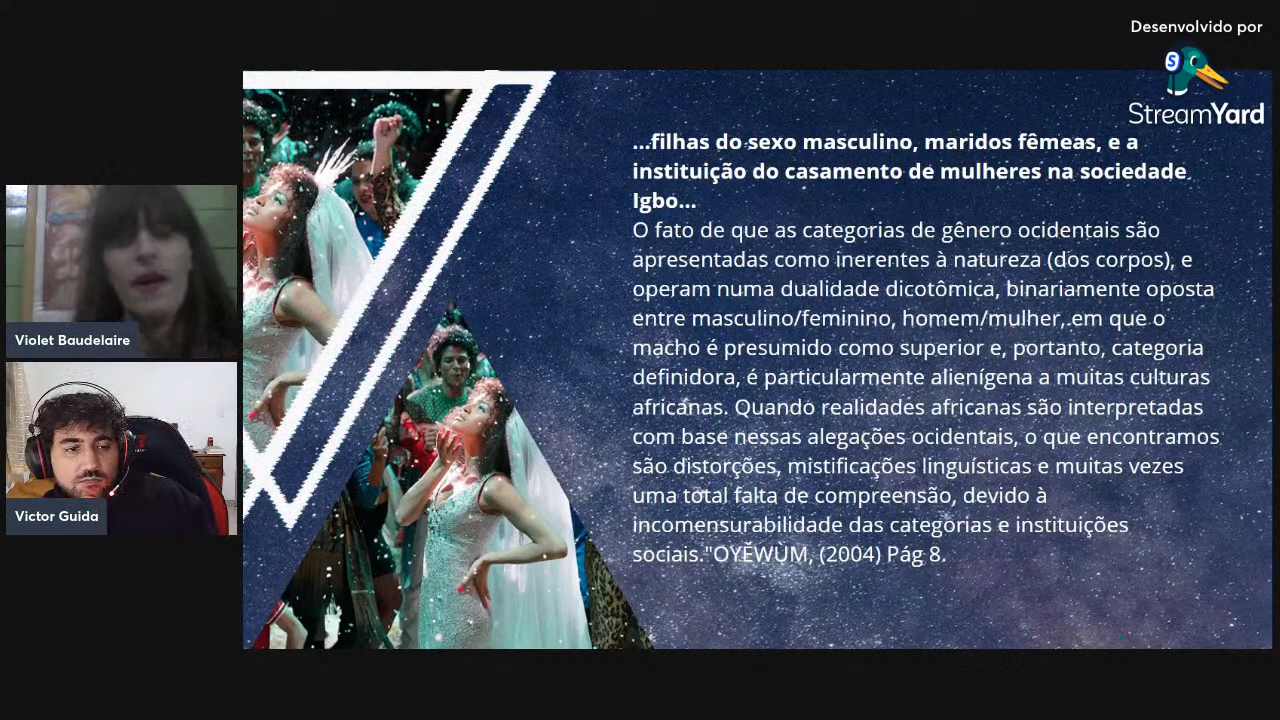 Desenvolvido por
StreamYard
...filhas do sexo masculino, maridos fêmeas, e a
instituição do casamento de mulheres na sociedade
Igbo...
O fato de que as categorias de gênero ocidentais são
apresentadas como inerentes à natureza (dos corpos), e
operam numa dualidade dicotômica, binariamente oposta
entre masculino/feminino, homem/mulher, em que o
macho é presumido como superior e, portanto, categoria
definidora, é particularmente alienígena a muitas culturas
africanas. Quando realidades africanas são interpretadas
com base nessas alegações ocidentais, o que encontramos
são distorções, mistificações linguísticas e muitas vezes
uma total falta de compreensão, devido à
incomensurabilidade das categorias e instituições
sociais."OYĚWÙM, (2004) Pág 8.
Violet Baudelaire
Victor Guida